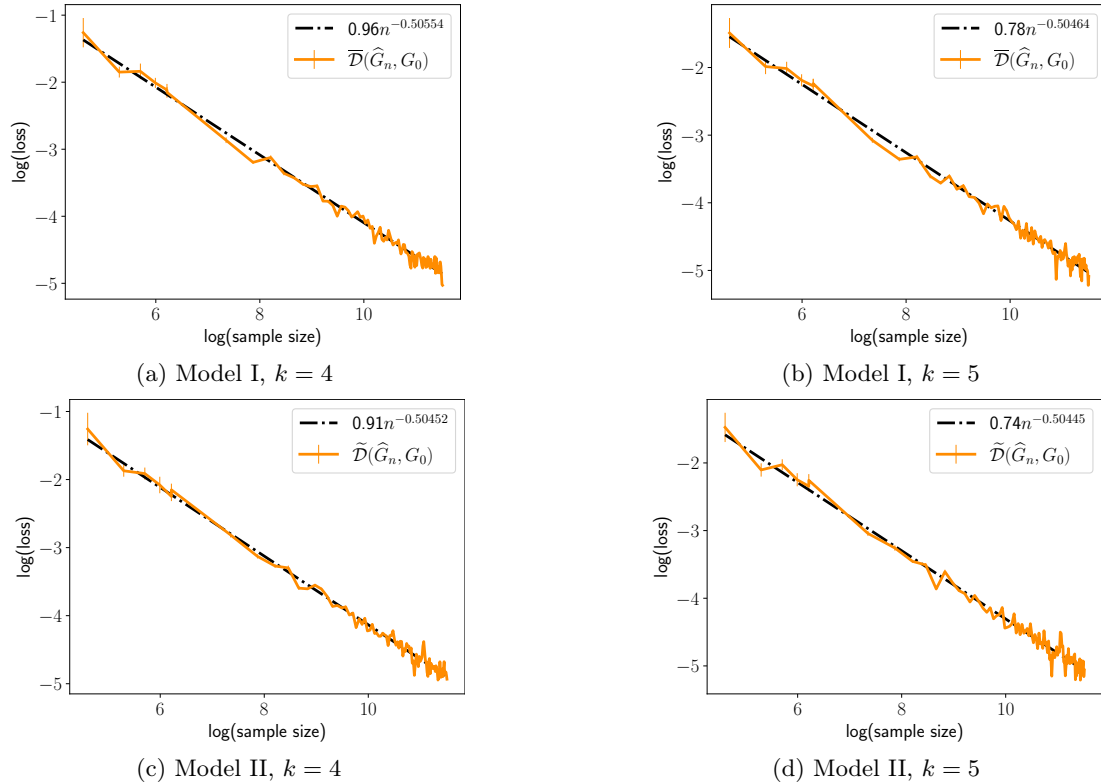 0.96n^{-0.50554}
\overline{D}(\widehat{G}_n, G_0)
−1
−2
−3
−4
−5
log(loss)
6
8
10
log(sample size)
(a) Model I, k = 4
0.78n^{-0.50464}
\overline{D}(\widehat{G}_n, G_0)
−2
−3
−4
−5
log(loss)
6
8
10
log(sample size)
(b) Model I, k = 5
0.91n^{-0.50452}
\widetilde{D}(\widehat{G}_n, G_0)
−1
−2
−3
−4
−5
log(loss)
6
8
10
log(sample size)
(c) Model II, k = 4
0.74n^{-0.50445}
\widetilde{D}(\widehat{G}_n, G_0)
−2
−3
−4
−5
log(loss)
6
8
10
log(sample size)
(d) Model II, k = 5